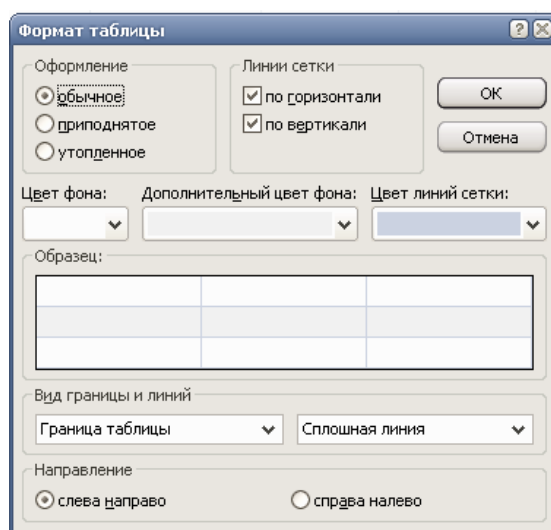 Формат таблицы
Оформление
обычное
приподнятое
утопленное
Линии сетки
по горизонтали
по вертикали
ОК
Отмена
Цвет фона:
Дополнительный цвет фона:
Цвет линий сетки:
Образец:
Вид границы и линий
Граница таблицы
Сплошная линия
Направление
слева направо
справа налево